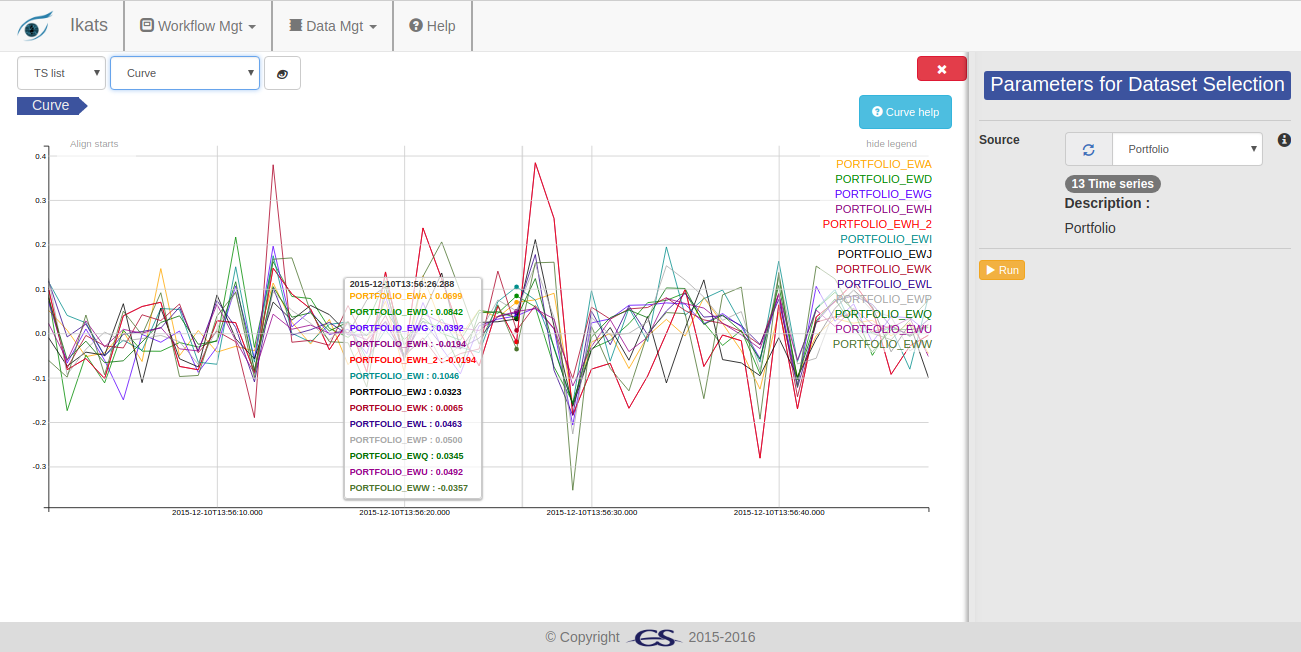 Ikats
Workflow Mgt
Data Mgt
Help
TS list
Curve
Curve
Curve help
Align starts
hide legend
0.4
0.3
0.2
0.1
0.0
-0.1
-0.2
-0.3
2015-12-10T13:56:10.000
2015-12-10T13:56:20.000
2015-12-10T13:56:30.000
2015-12-10T13:56:40.000
2015-12-10T13:56:26.288
PORTFOLIO_EWA : 0.0699
PORTFOLIO_EWD : 0.0842
PORTFOLIO_EWG : 0.0392
PORTFOLIO_EWH : -0.0194
PORTFOLIO_EWH_2 : -0.0194
PORTFOLIO_EWI : 0.1046
PORTFOLIO_EWJ : 0.0323
PORTFOLIO_EWK : 0.0065
PORTFOLIO_EWL : 0.0463
PORTFOLIO_EWP : 0.0500
PORTFOLIO_EWQ : 0.0345
PORTFOLIO_EWU : 0.0492
PORTFOLIO_EWW : -0.0357
PORTFOLIO_EWA
PORTFOLIO_EWD
PORTFOLIO_EWG
PORTFOLIO_EWH
PORTFOLIO_EWH_2
PORTFOLIO_EWI
PORTFOLIO_EWJ
PORTFOLIO_EWK
PORTFOLIO_EWL
PORTFOLIO_EWP
PORTFOLIO_EWQ
PORTFOLIO_EWU
PORTFOLIO_EWW
Parameters for Dataset Selection
Source
Portfolio
13 Time series
Description :
Portfolio
Run
© Copyright CS 2015-2016